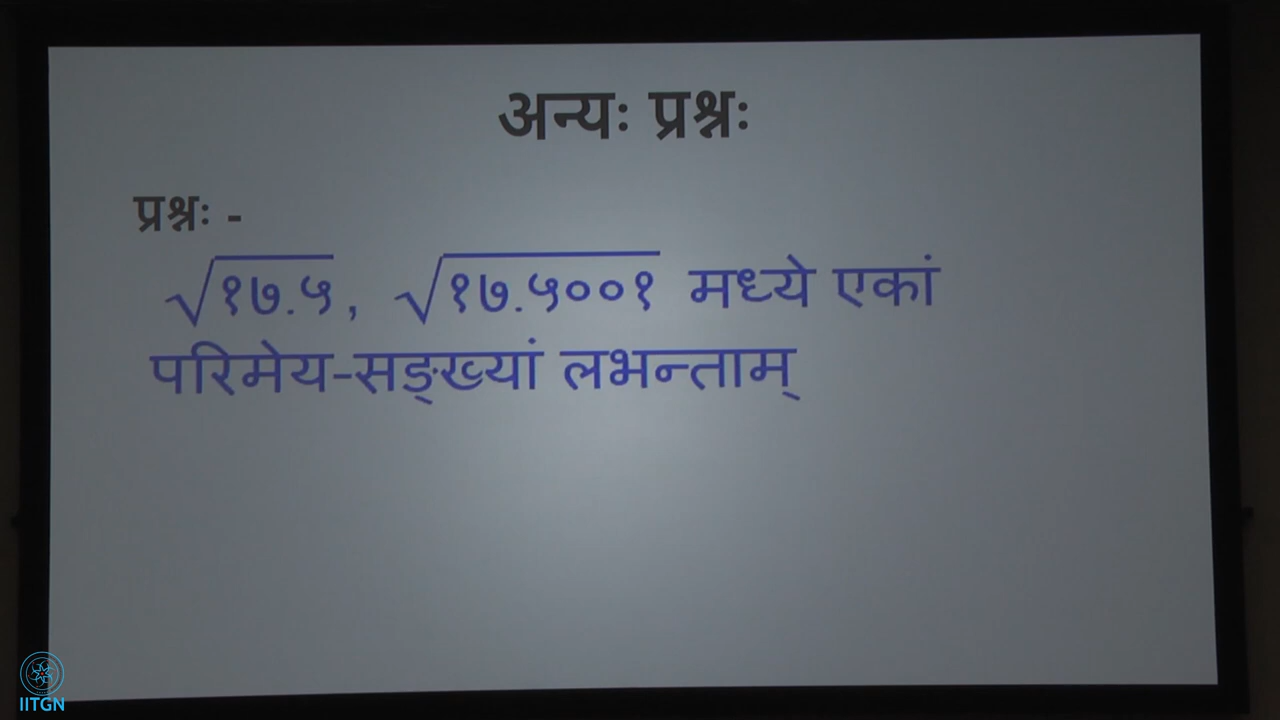 अन्यः प्रश्नः
प्रश्नः -
√१७.५, √१७.५००१ मध्ये एकां
परिमेय-सङ्ख्यां लभन्ताम्
IITGN